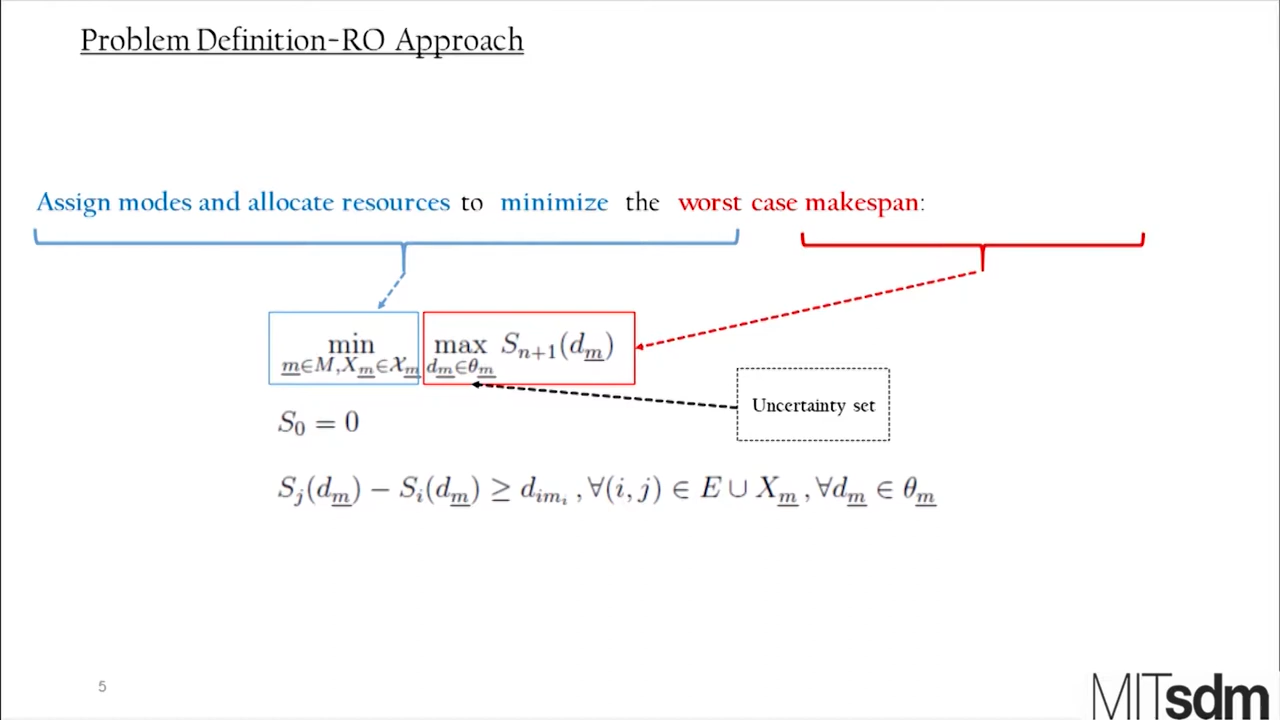 Problem Definition-RO Approach
Assign modes and allocate resources to minimize the worst case makespan:
min max S_{n+1}(d_m)
m∈M,X_m∈𝒳_m d_m∈θ_m
Uncertainty set
S_0 = 0
S_j(d_m) − S_i(d_m) ≥ d_{im_i} , ∀(i, j) ∈ E ∪ X_m , ∀d_m ∈ θ_m
5
MITsdm